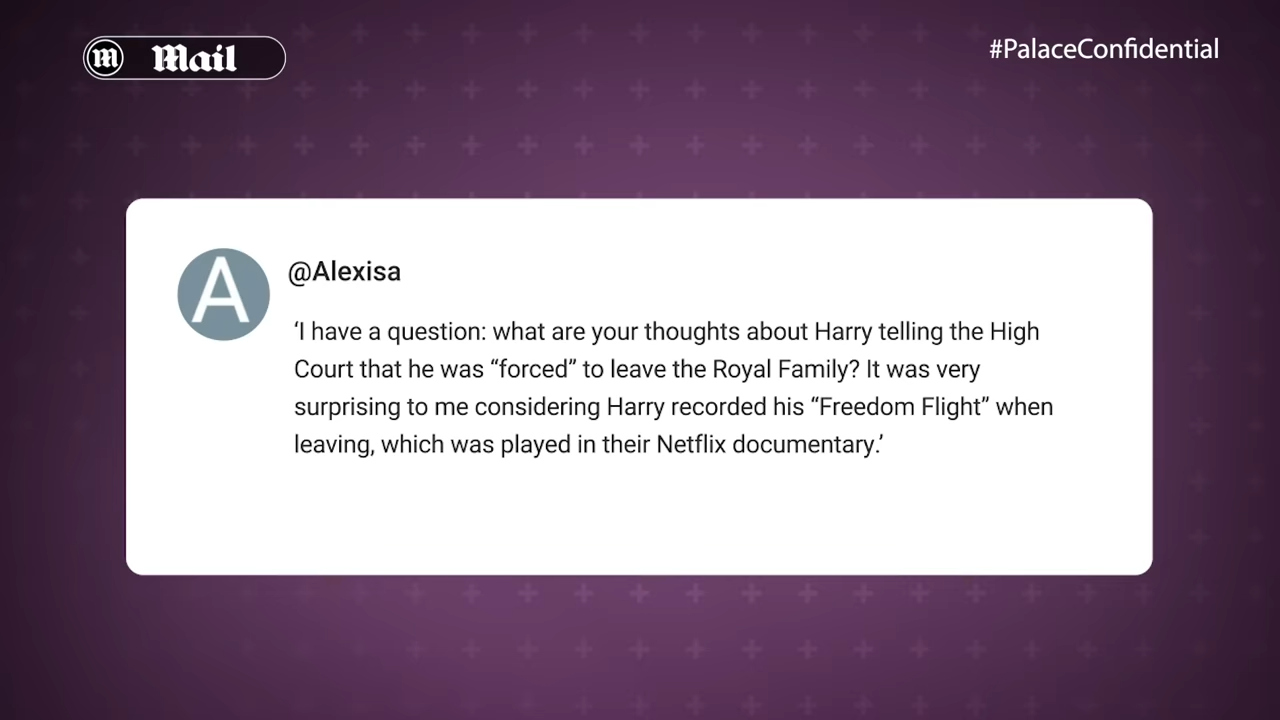 m Mail
#PalaceConfidential
A
@Alexisa
‘I have a question: what are your thoughts about Harry telling the High
Court that he was “forced” to leave the Royal Family? It was very
surprising to me considering Harry recorded his “Freedom Flight” when
leaving, which was played in their Netflix documentary.’